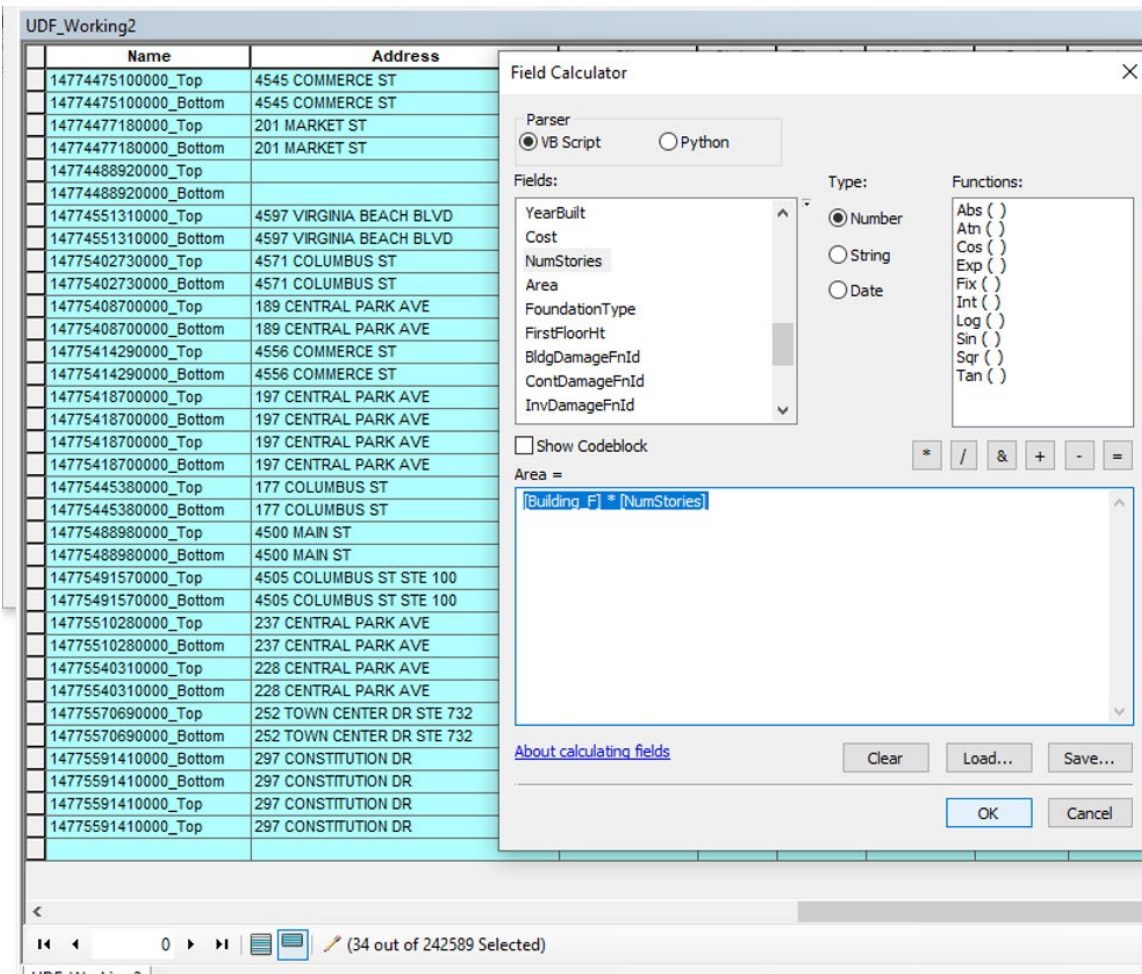 UDF_Working2
Name Address
14774475100000_Top 4545 COMMERCE ST
14774475100000_Bottom 4545 COMMERCE ST
14774477180000_Top 201 MARKET ST
14774477180000_Bottom 201 MARKET ST
14774488920000_Top
14774488920000_Bottom
14774551310000_Top 4597 VIRGINIA BEACH BLVD
14774551310000_Bottom 4597 VIRGINIA BEACH BLVD
14775402730000_Top 4571 COLUMBUS ST
14775402730000_Bottom 4571 COLUMBUS ST
14775408700000_Top 189 CENTRAL PARK AVE
14775408700000_Bottom 189 CENTRAL PARK AVE
14775414290000_Top 4556 COMMERCE ST
14775414290000_Bottom 4556 COMMERCE ST
14775418700000_Top 197 CENTRAL PARK AVE
14775418700000_Bottom 197 CENTRAL PARK AVE
14775418700000_Top 197 CENTRAL PARK AVE
14775418700000_Bottom 197 CENTRAL PARK AVE
14775445380000_Top 177 COLUMBUS ST
14775445380000_Bottom 177 COLUMBUS ST
14775488980000_Top 4500 MAIN ST
14775488980000_Bottom 4500 MAIN ST
14775491570000_Top 4505 COLUMBUS ST STE 100
14775491570000_Bottom 4505 COLUMBUS ST STE 100
14775510280000_Top 237 CENTRAL PARK AVE
14775510280000_Bottom 237 CENTRAL PARK AVE
14775540310000_Top 228 CENTRAL PARK AVE
14775540310000_Bottom 228 CENTRAL PARK AVE
14775570690000_Top 252 TOWN CENTER DR STE 732
14775570690000_Bottom 252 TOWN CENTER DR STE 732
14775591410000_Bottom 297 CONSTITUTION DR
14775591410000_Bottom 297 CONSTITUTION DR
14775591410000_Top 297 CONSTITUTION DR
14775591410000_Top 297 CONSTITUTION DR
0 (34 out of 242589 Selected)
Field Calculator
Parser
VB Script Python
Fields: Type: Functions:
YearBuilt
Cost
NumStories
Area
FoundationType
FirstFloorHt
BldgDamageFnId
ContDamageFnId
InvDamageFnId
Number
String
Date
Abs ( )
Atn ( )
Cos ( )
Exp ( )
Fix ( )
Int ( )
Log ( )
Sin ( )
Sqr ( )
Tan ( )
Show Codeblock
* / & + - =
Area =
[Building_F] * [NumStories]
About calculating fields
Clear Load... Save...
OK Cancel